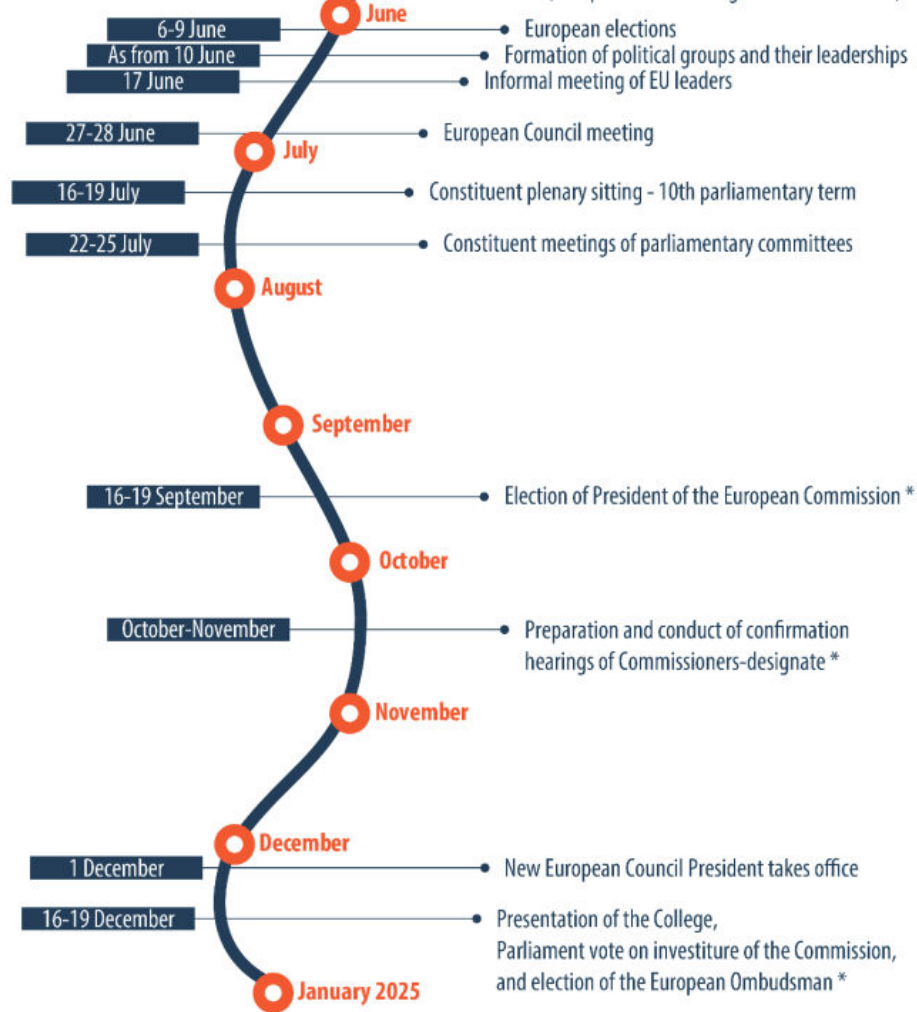 June
6-9 June
European elections
As from 10 June
Formation of political groups and their leaderships
17 June
Informal meeting of EU leaders
27-28 June
European Council meeting
July
16-19 July
Constituent plenary sitting - 10th parliamentary term
22-25 July
Constituent meetings of parliamentary committees
August
September
16-19 September
Election of President of the European Commission *
October
October-November
Preparation and conduct of confirmation
hearings of Commissioners-designate *
November
December
1 December
New European Council President takes office
16-19 December
Presentation of the College,
Parliament vote on investiture of the Commission,
and election of the European Ombudsman *
January 2025